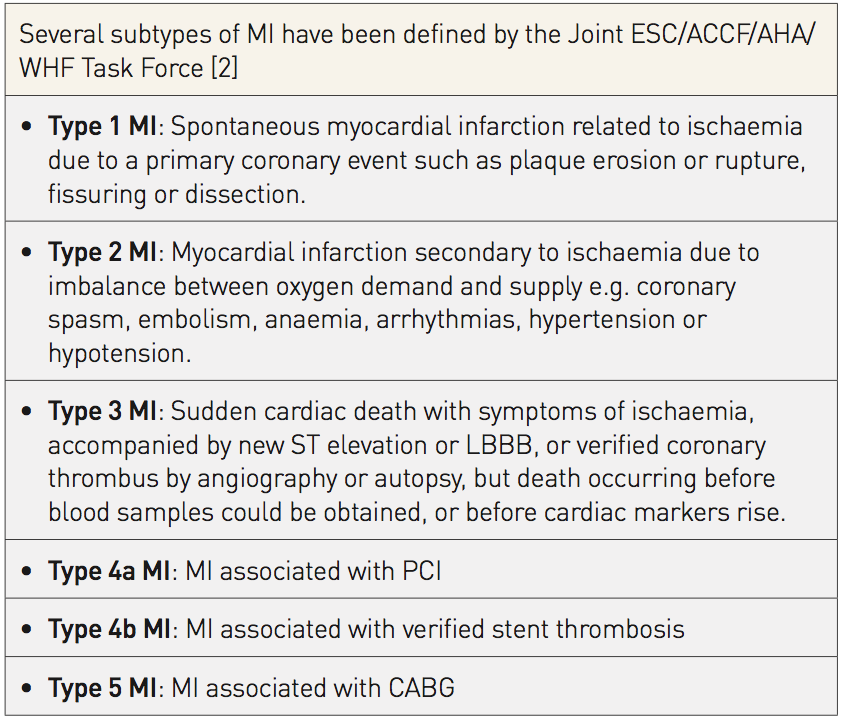 Several subtypes of MI have been defined by the Joint ESC/ACCF/AHA/
WHF Task Force [2]
• Type 1 MI: Spontaneous myocardial infarction related to ischaemia
due to a primary coronary event such as plaque erosion or rupture,
fissuring or dissection.
• Type 2 MI: Myocardial infarction secondary to ischaemia due to
imbalance between oxygen demand and supply e.g. coronary
spasm, embolism, anaemia, arrhythmias, hypertension or
hypotension.
• Type 3 MI: Sudden cardiac death with symptoms of ischaemia,
accompanied by new ST elevation or LBBB, or verified coronary
thrombus by angiography or autopsy, but death occurring before
blood samples could be obtained, or before cardiac markers rise.
• Type 4a MI: MI associated with PCI
• Type 4b MI: MI associated with verified stent thrombosis
• Type 5 MI: MI associated with CABG